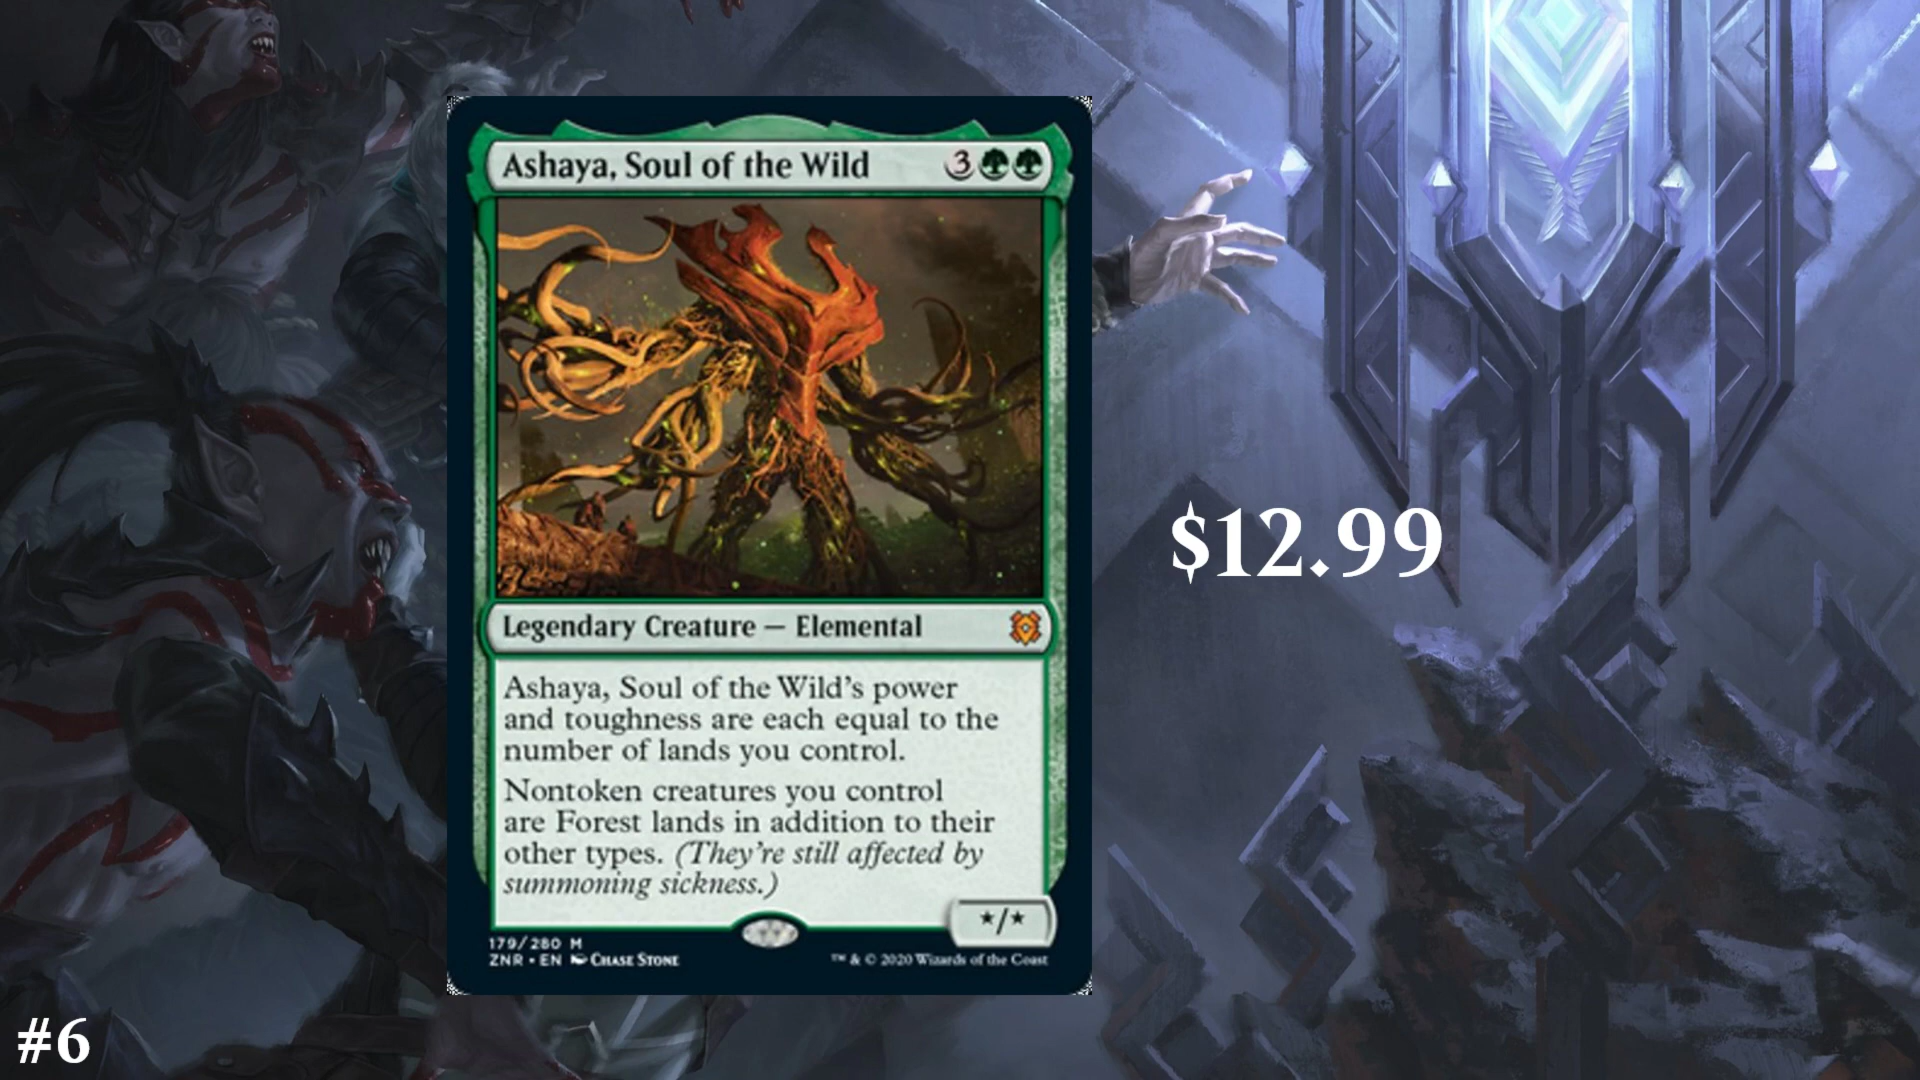 Ashaya, Soul of the Wild 3
$12.99
Legendary Creature — Elemental
Ashaya, Soul of the Wild's power
and toughness are each equal to the
number of lands you control.
Nontoken creatures you control
are Forest lands in addition to their
other types. (They're still affected by
summoning sickness.)
*/*
179/280 M
ZNR • EN Chase Stone
™ & © 2020 Wizards of the Coast
#6